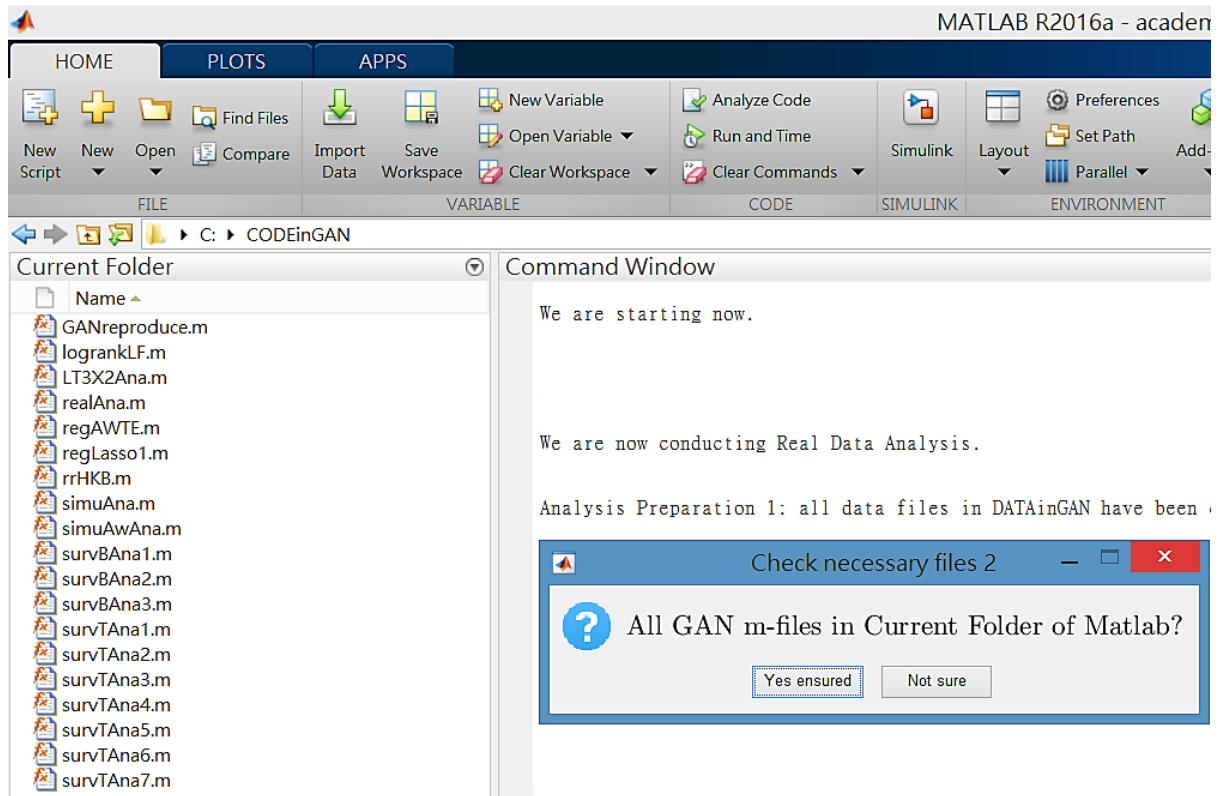 MATLAB R2016a - academ
HOME PLOTS APPS
New Script
New
Open
Find Files
Compare
Import Data
Save Workspace
New Variable
Open Variable
Clear Workspace
Analyze Code
Run and Time
Clear Commands
Simulink
Layout
Preferences
Set Path
Parallel
Add-
FILE VARIABLE CODE SIMULINK ENVIRONMENT
C: CODEinGAN
Current Folder
Name
GANreproduce.m
logrankLF.m
LT3X2Ana.m
realAna.m
regAWTE.m
regLasso1.m
rrHKB.m
simuAna.m
simuAwAna.m
survBAna1.m
survBAna2.m
survBAna3.m
survTAna1.m
survTAna2.m
survTAna3.m
survTAna4.m
survTAna5.m
survTAna6.m
survTAna7.m
Command Window
We are starting now.
We are now conducting Real Data Analysis.
Analysis Preparation 1: all data files in DATAinGAN have been
Check necessary files 2
All GAN m-files in Current Folder of Matlab?
Yes ensured
Not sure